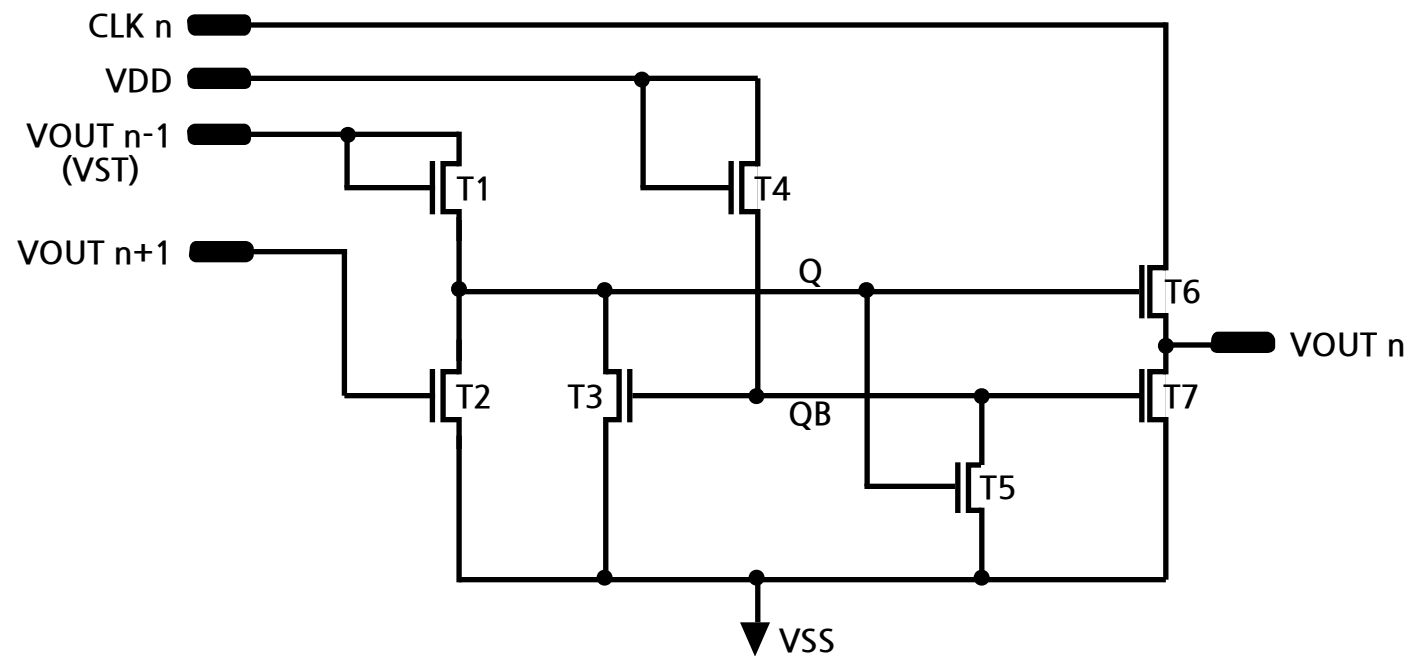 CLK n
VDD
VOUT n-1
(VST)
T1
T4
VOUT n+1
Q
T6
VOUT n
T2
T3
QB
T7
T5
VSS